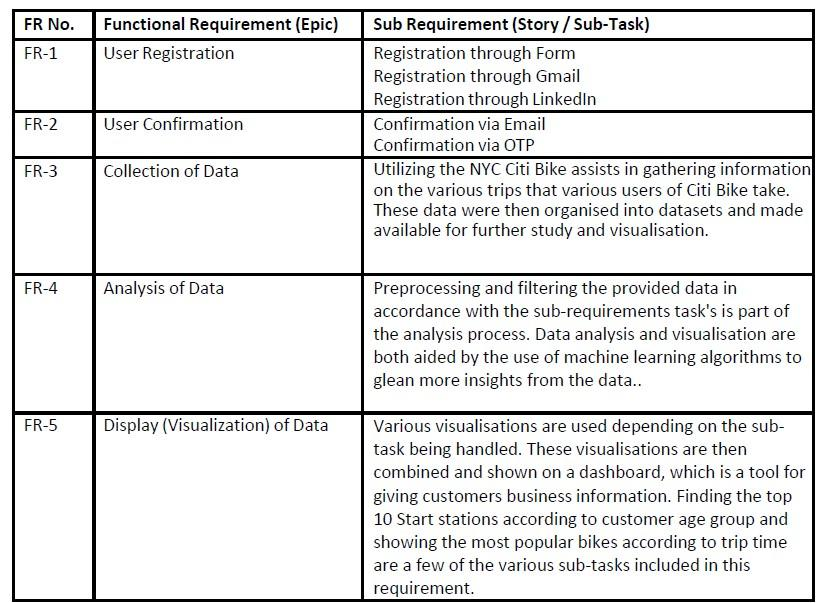 FR No. Functional Requirement (Epic) Sub Requirement (Story / Sub-Task)
FR-1 User Registration Registration through Form
Registration through Gmail
Registration through LinkedIn
FR-2 User Confirmation Confirmation via Email
Confirmation via OTP
FR-3 Collection of Data Utilizing the NYC Citi Bike assists in gathering information
on the various trips that various users of Citi Bike take.
These data were then organised into datasets and made
available for further study and visualisation.
FR-4 Analysis of Data Preprocessing and filtering the provided data in
accordance with the sub-requirements task's is part of
the analysis process. Data analysis and visualisation are
both aided by the use of machine learning algorithms to
glean more insights from the data..
FR-5 Display (Visualization) of Data Various visualisations are used depending on the sub-
task being handled. These visualisations are then
combined and shown on a dashboard, which is a tool for
giving customers business information. Finding the top
10 Start stations according to customer age group and
showing the most popular bikes according to trip time
are a few of the various sub-tasks included in this
requirement.